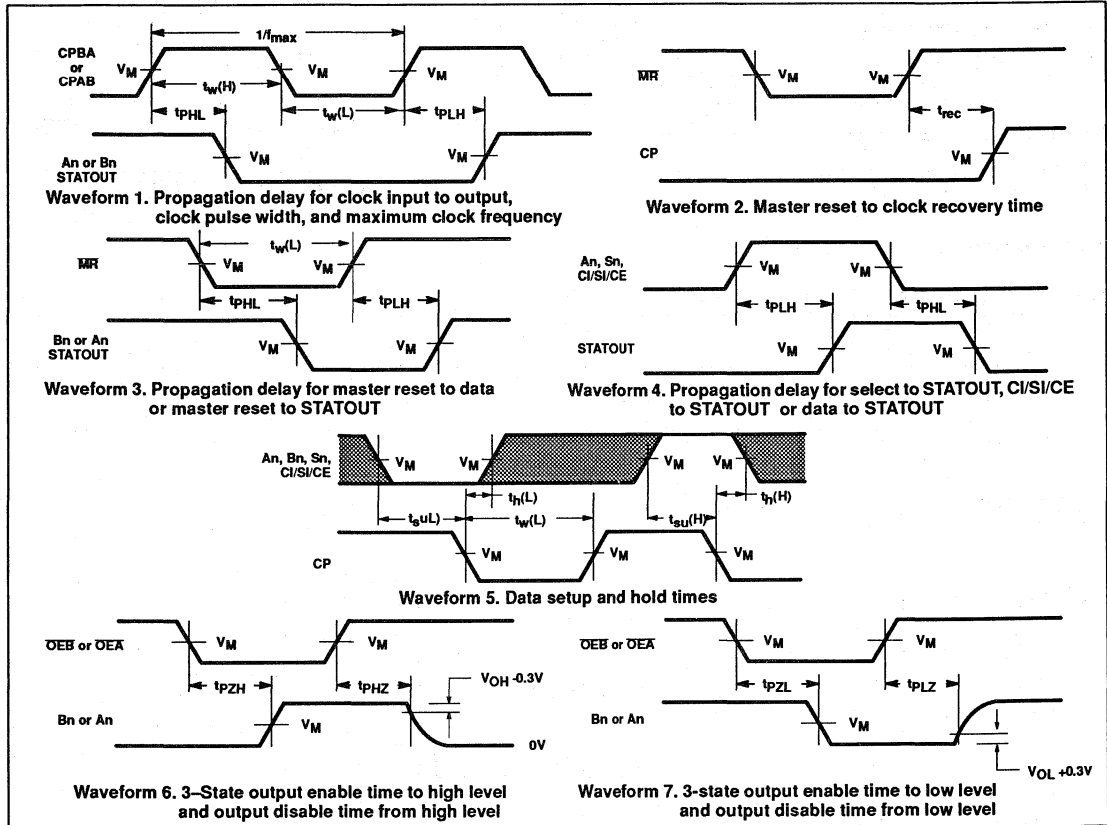 1/fmax
CPBA
or
CPAB
VM
VM
VM
tw(H)
tPHL
tw(L)
tPLH
An or Bn
STATOUT
VM
VM
Waveform 1. Propagation delay for clock input to output,
clock pulse width, and maximum clock frequency
MR
VM
VM
trec
CP
VM
Waveform 2. Master reset to clock recovery time
tw(L)
MR
VM
VM
tPHL
tPLH
Bn or An
STATOUT
VM
VM
Waveform 3. Propagation delay for master reset to data
or master reset to STATOUT
An, Sn,
CI/SI/CE
VM
VM
tPLH
tPHL
STATOUT
VM
VM
Waveform 4. Propagation delay for select to STATOUT, CI/SI/CE
to STATOUT or data to STATOUT
An, Bn, Sn,
CI/SI/CE
VM
VM
VM
VM
th(L)
th(H)
tsuL)
tw(L)
tsu(H)
CP
VM
VM
VM
Waveform 5. Data setup and hold times
OEB or OEA
VM
VM
tPZH
tPHZ
VOH -0.3V
Bn or An
VM
0V
Waveform 6. 3–State output enable time to high level
and output disable time from high level
OEB or OEA
VM
VM
tPZL
tPLZ
Bn or An
VM
VOL +0.3V
Waveform 7. 3-state output enable time to low level
and output disable time from low level